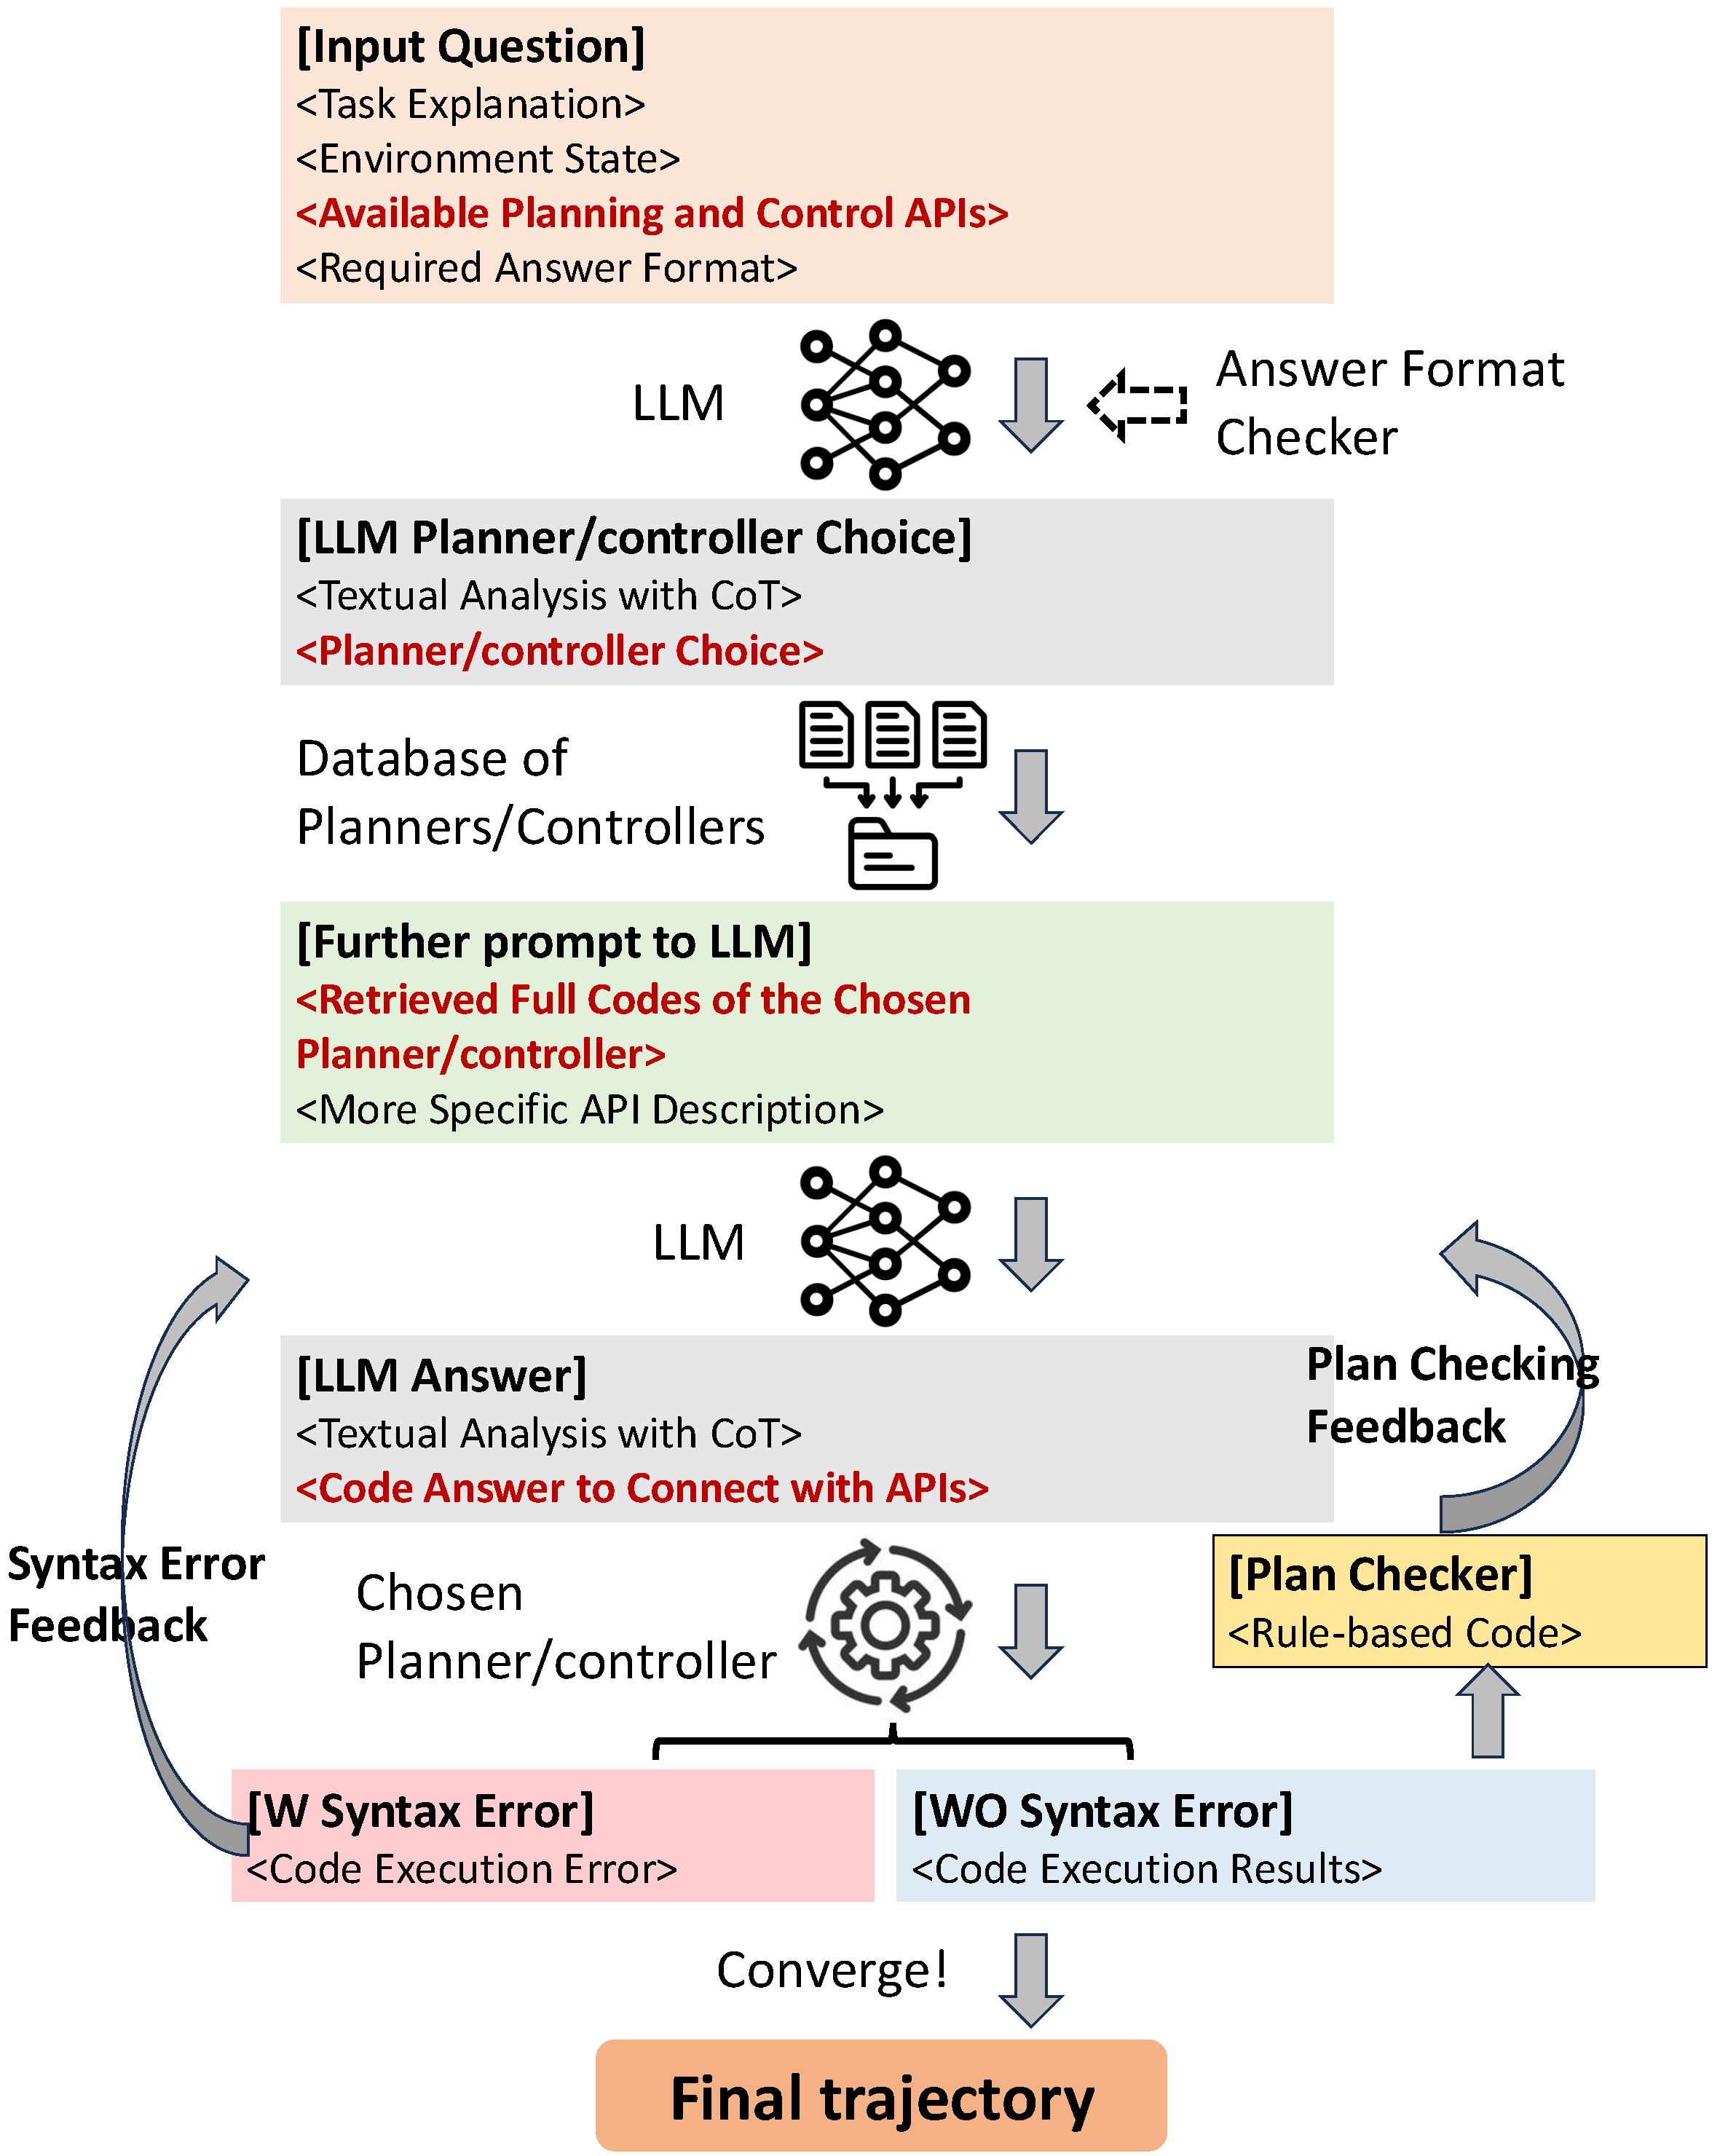 [Input Question]
<Task Explanation>
<Environment State>
<Available Planning and Control APIs>
<Required Answer Format>
LLM
Answer Format
Checker
[LLM Planner/controller Choice]
<Textual Analysis with CoT>
<Planner/controller Choice>
Database of
Planners/Controllers
[Further prompt to LLM]
<Retrieved Full Codes of the Chosen
Planner/controller>
<More Specific API Description>
LLM
[LLM Answer]
<Textual Analysis with CoT>
<Code Answer to Connect with APIs>
Plan Checking
Feedback
Syntax Error
Feedback
Chosen
Planner/controller
[Plan Checker]
<Rule-based Code>
[W Syntax Error]
<Code Execution Error>
[WO Syntax Error]
<Code Execution Results>
Converge!
Final trajectory